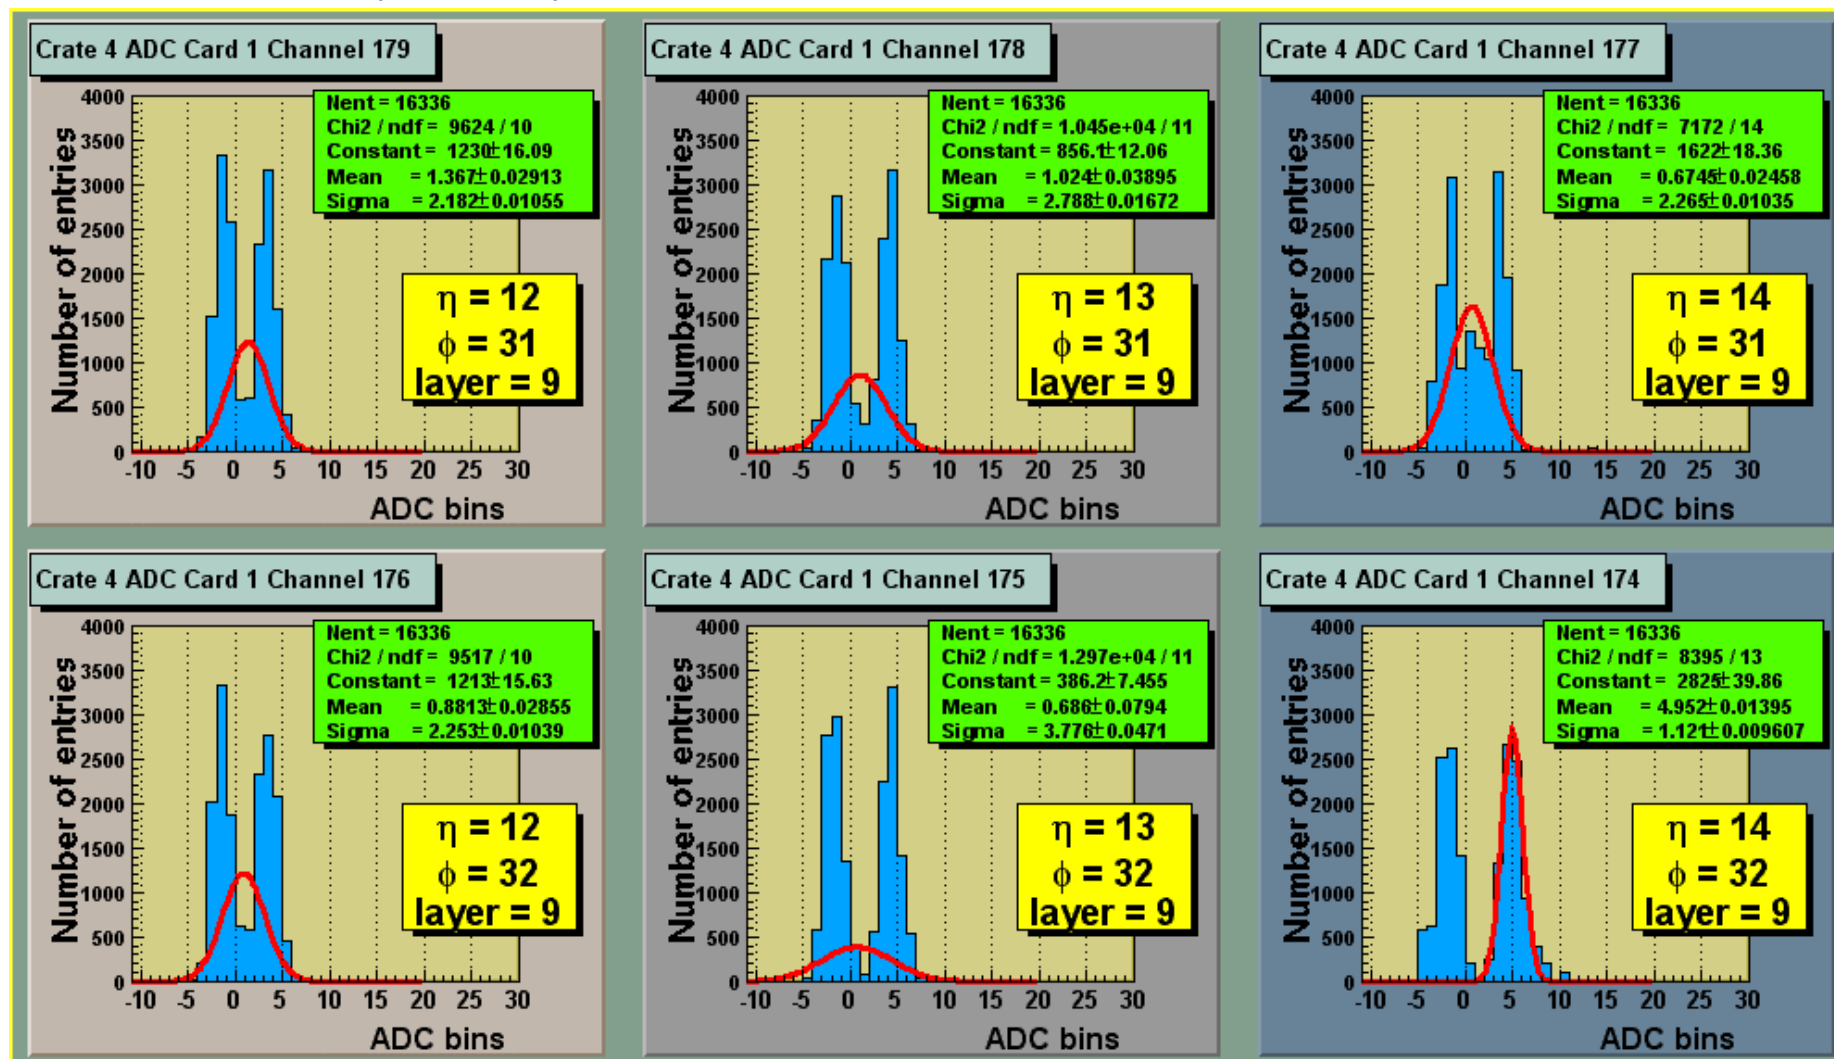 Crate 4 ADC Card 1 Channel 179
Nent = 16336
Chi2 / ndf = 9624 / 10
Constant = 1230±16.09
Mean = 1.367±0.02913
Sigma = 2.182±0.01055
η = 12
φ = 31
layer = 9
Number of entries
4000
3500
3000
2500
2000
1500
1000
500
0
-10 -5 0 5 10 15 20 25 30
ADC bins
Crate 4 ADC Card 1 Channel 178
Nent = 16336
Chi2 / ndf = 1.045e+04 / 11
Constant = 856.1±12.06
Mean = 1.024±0.03895
Sigma = 2.788±0.01672
η = 13
φ = 31
layer = 9
Number of entries
4000
3500
3000
2500
2000
1500
1000
500
0
-10 -5 0 5 10 15 20 25 30
ADC bins
Crate 4 ADC Card 1 Channel 177
Nent = 16336
Chi2 / ndf = 7172 / 14
Constant = 1622±18.36
Mean = 0.6745±0.02458
Sigma = 2.265±0.01035
η = 14
φ = 31
layer = 9
Number of entries
4000
3500
3000
2500
2000
1500
1000
500
0
-10 -5 0 5 10 15 20 25 30
ADC bins
Crate 4 ADC Card 1 Channel 176
Nent = 16336
Chi2 / ndf = 9517 / 10
Constant = 1213±15.63
Mean = 0.8813±0.02855
Sigma = 2.253±0.01039
η = 12
φ = 32
layer = 9
Number of entries
4000
3500
3000
2500
2000
1500
1000
500
0
-10 -5 0 5 10 15 20 25 30
ADC bins
Crate 4 ADC Card 1 Channel 175
Nent = 16336
Chi2 / ndf = 1.297e+04 / 11
Constant = 386.2±7.455
Mean = 0.686±0.0794
Sigma = 3.776±0.0471
η = 13
φ = 32
layer = 9
Number of entries
4000
3500
3000
2500
2000
1500
1000
500
0
-10 -5 0 5 10 15 20 25 30
ADC bins
Crate 4 ADC Card 1 Channel 174
Nent = 16336
Chi2 / ndf = 8395 / 13
Constant = 2825±39.86
Mean = 4.952±0.01395
Sigma = 1.121±0.009607
η = 14
φ = 32
layer = 9
Number of entries
4000
3500
3000
2500
2000
1500
1000
500
0
-10 -5 0 5 10 15 20 25 30
ADC bins